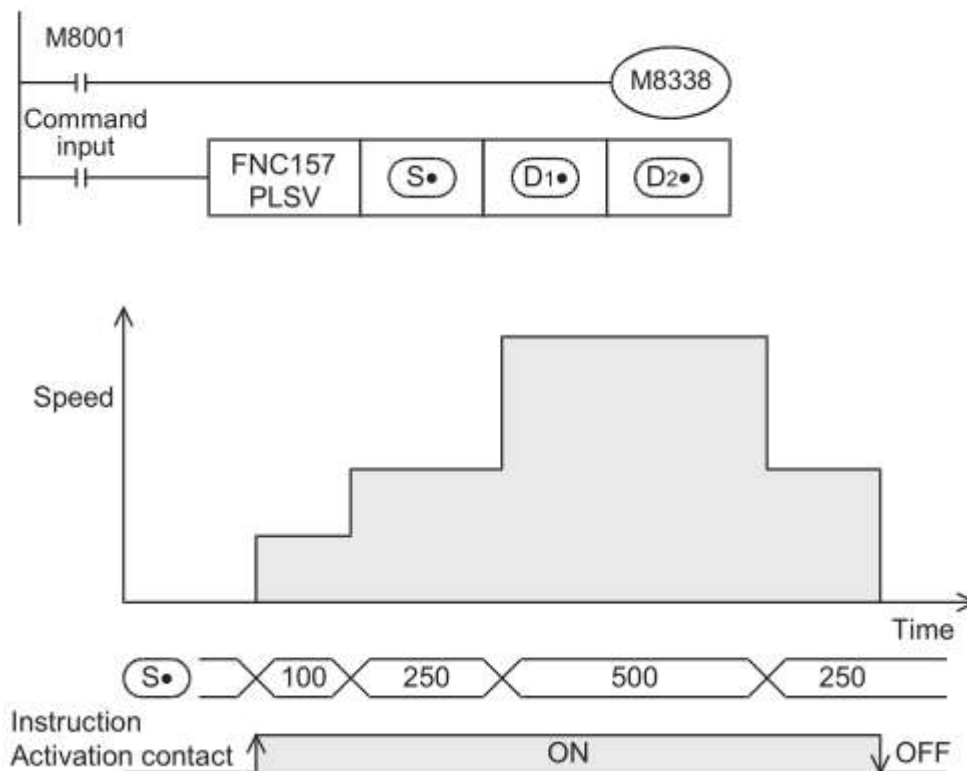 M8001
M8338
Command
input
FNC157
PLSV
S•
D1•
D2•
Speed
Time
S•
100
250
500
250
Instruction
Activation contact
ON
OFF